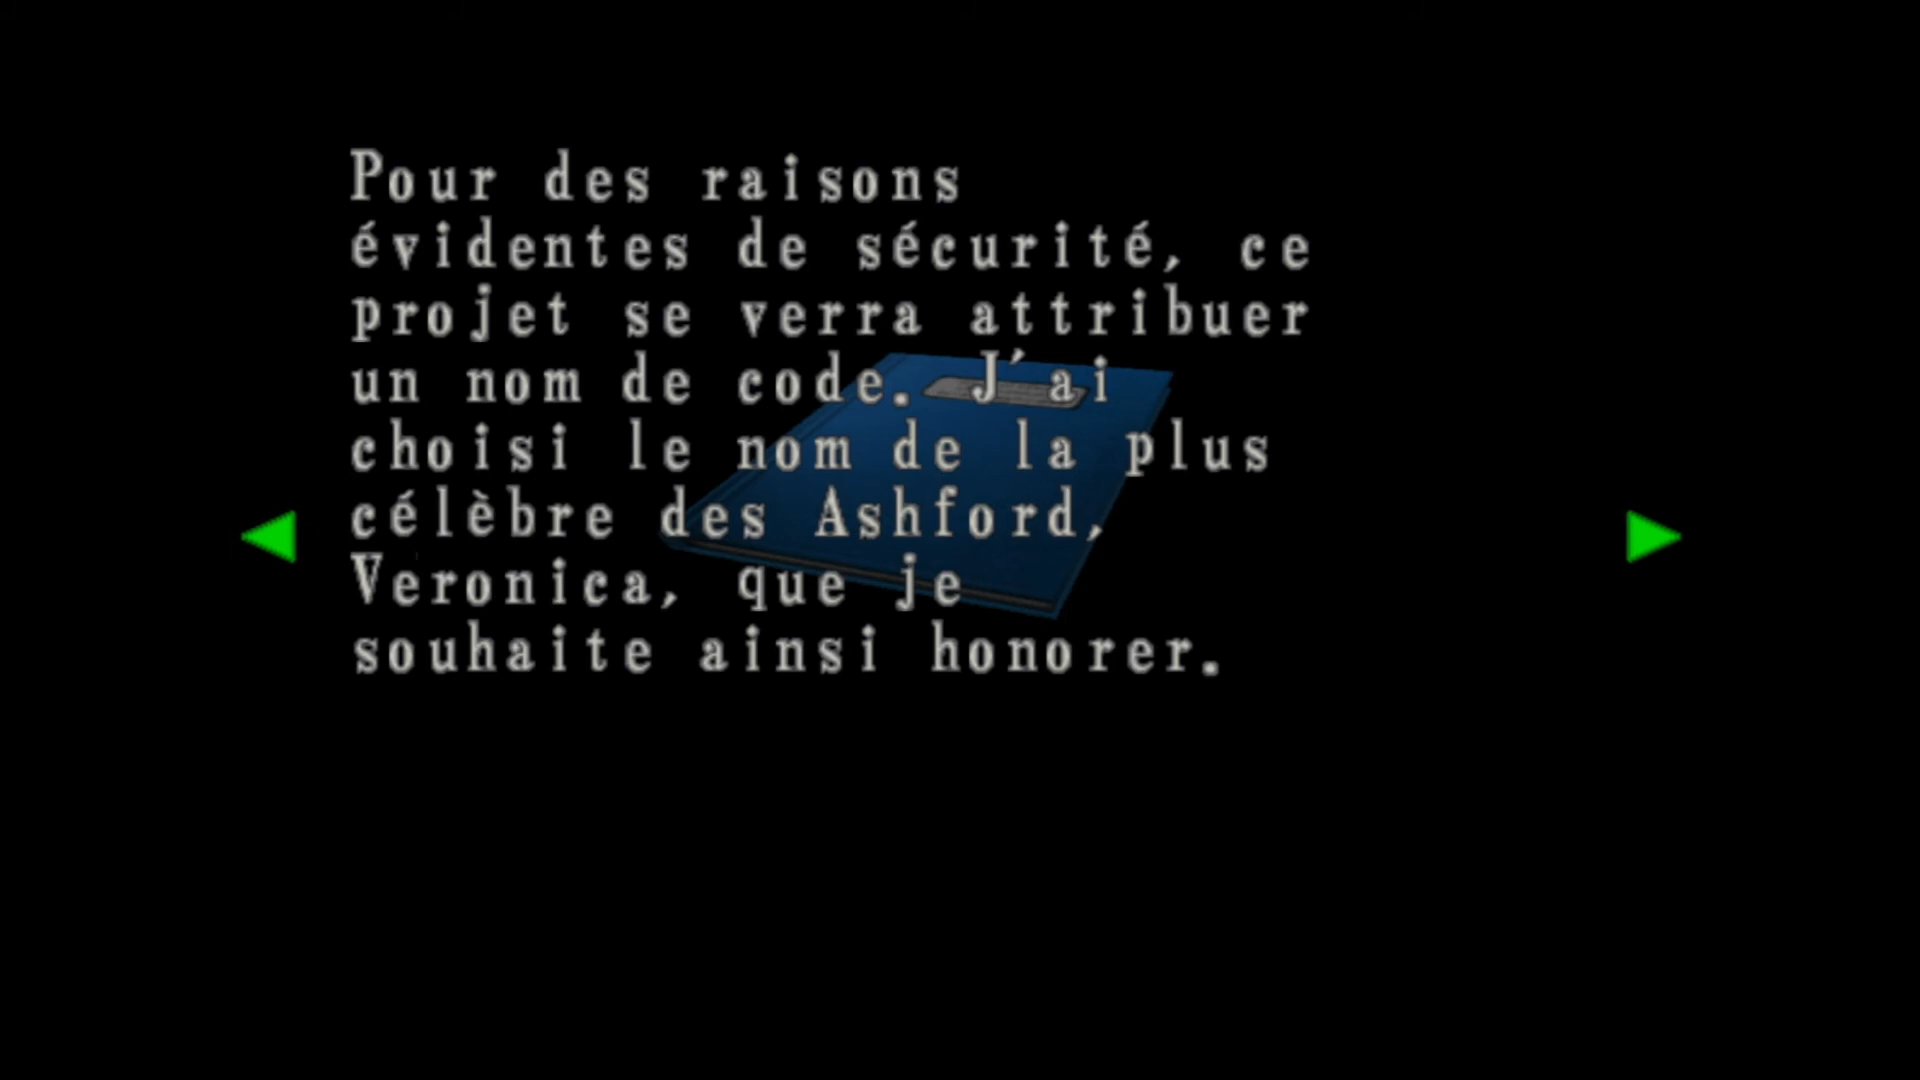 Pour des raisons
évidentes de sécurité, ce
projet se verra attribuer
un nom de code. J'ai
choisi le nom de la plus
célèbre des Ashford,
Veronica, que je
souhaite ainsi honorer.